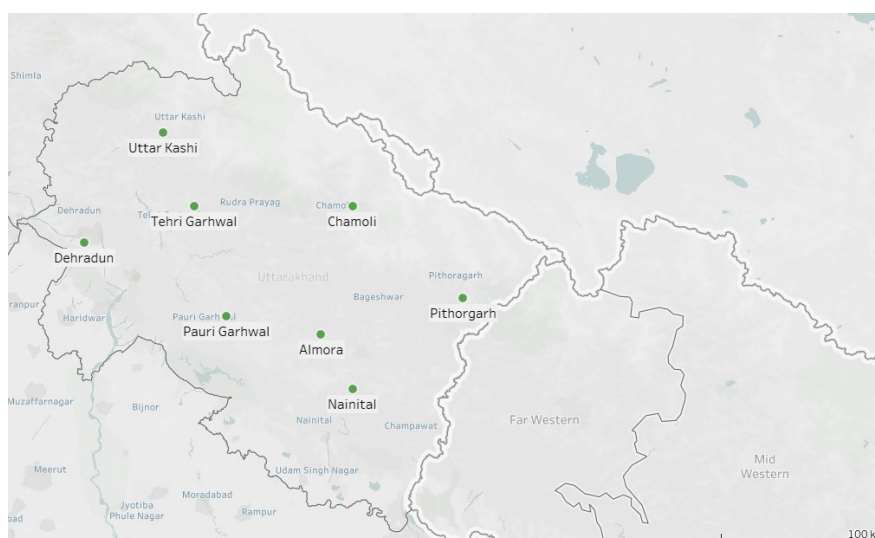 Shimla
Uttar Kashi
Uttar Kashi
Rudra Prayag
Chamoli
Tehri Garhwal
Dehradun
Dehradun
Pithoragarh
Uttarakhand
Bageshwar
Pithorgarh
Haridwar
Pauri Garhwal
Almora
Nainital
Muzaffarnagar
Bijnor
Nainital
Champawat
Far Western
Meerut
Udam Singh Nagar
Mid
Western
Moradabad
Jyotiba
Phule Nagar
Rampur
100 k